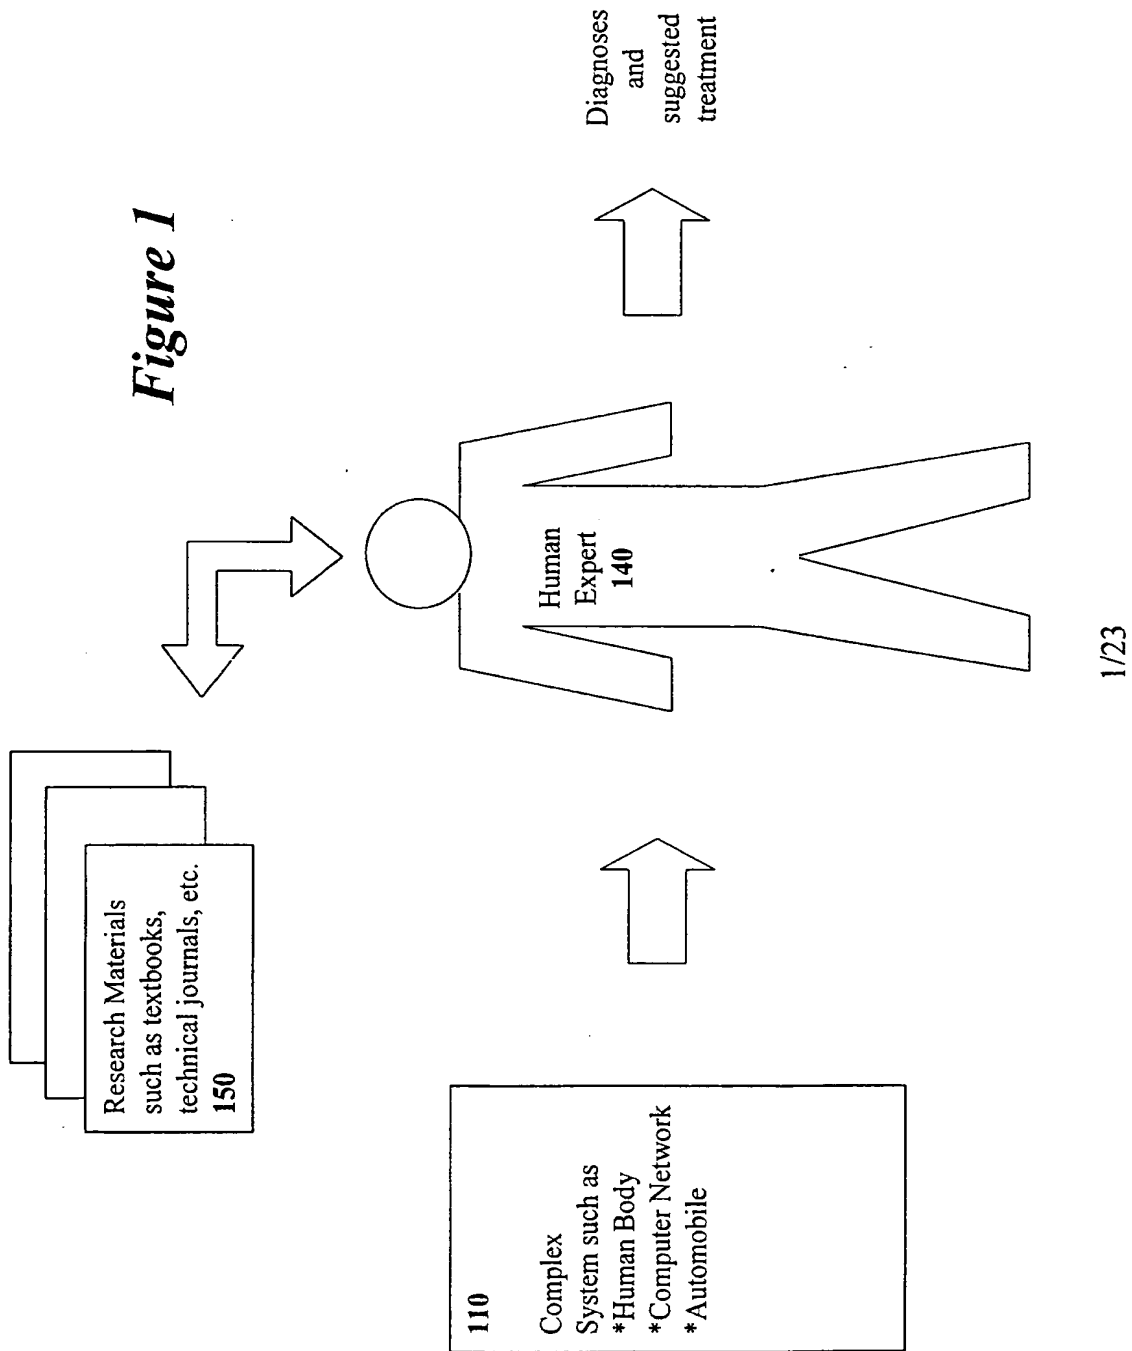 Figure 1
Research Materials
such as textbooks,
technical journals, etc.
150
110
Complex
System such as
*Human Body
*Computer Network
*Automobile
Human
Expert
140
Diagnoses
and
suggested
treatment
1/23